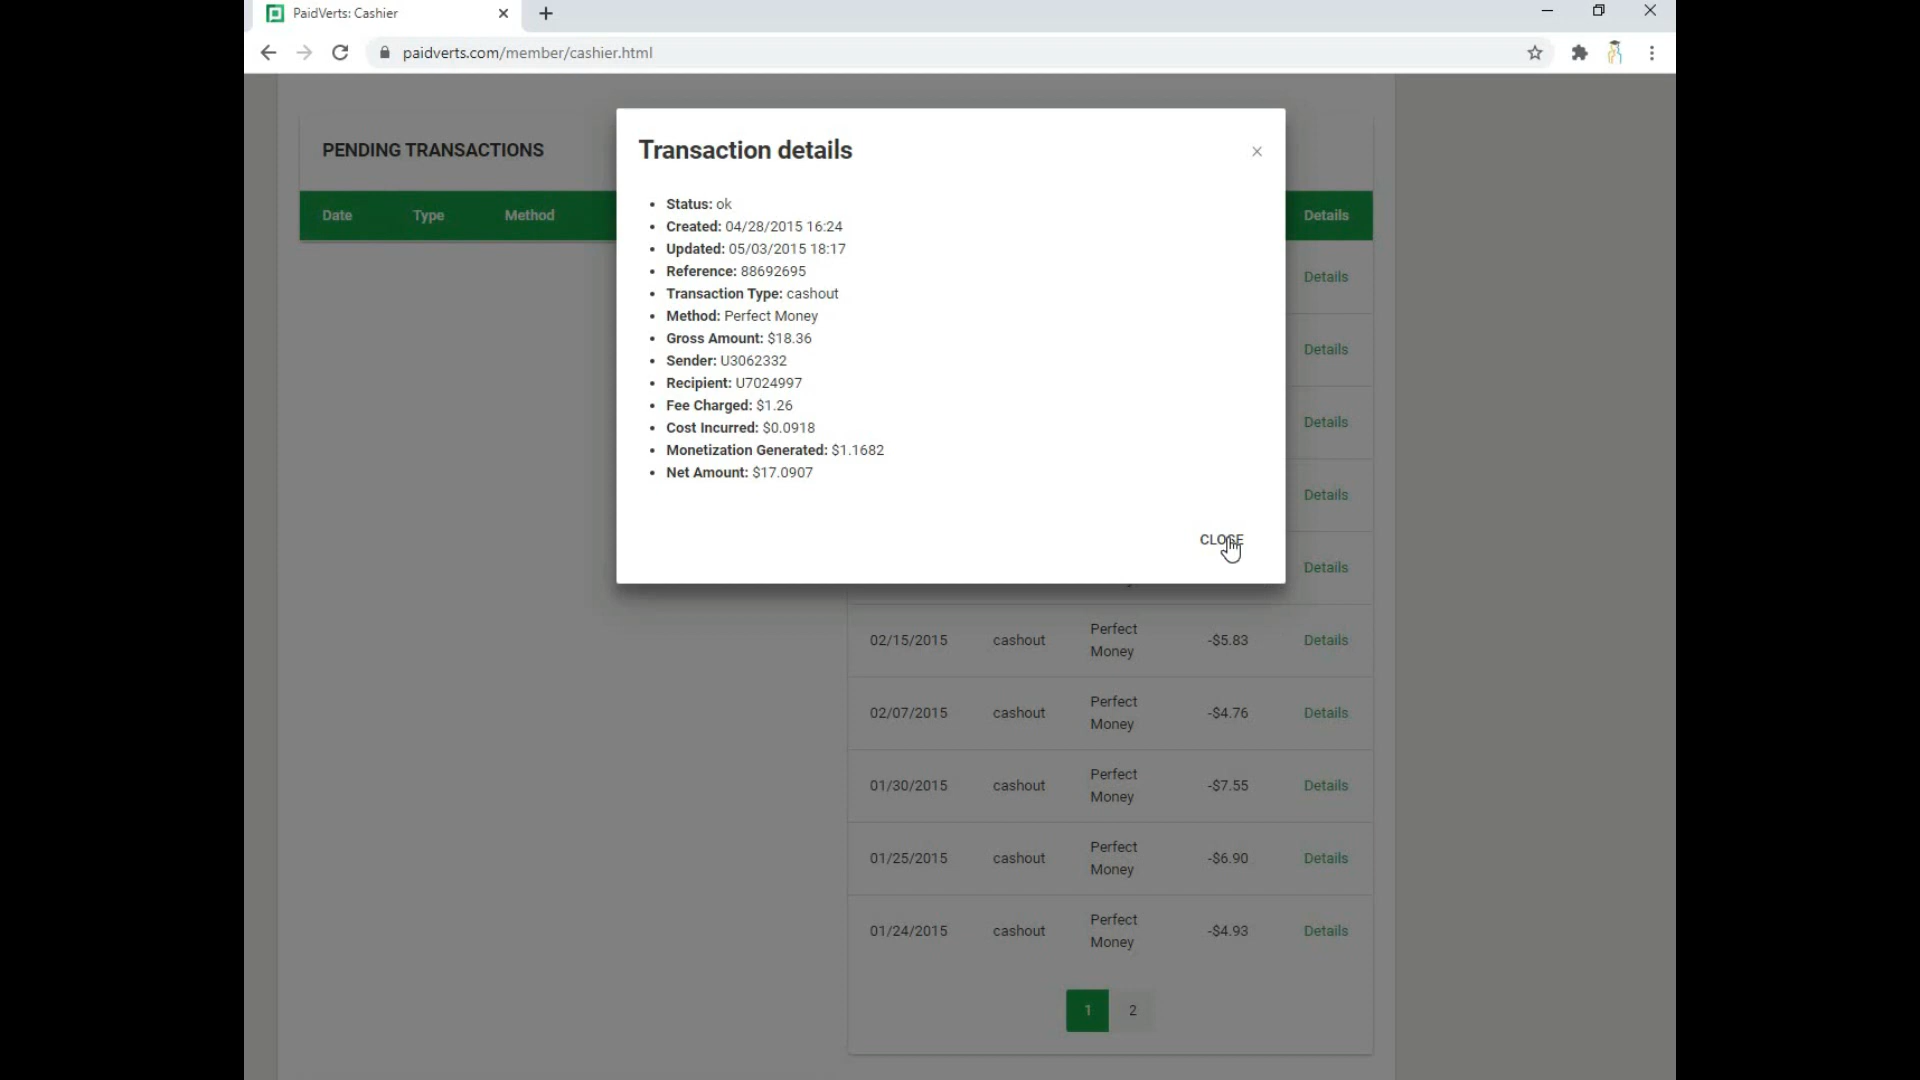 PaidVerts: Cashier
paidverts.com/member/cashier.html
PENDING TRANSACTIONS
Date Type Method Details
Transaction details
Status: ok
Created: 04/28/2015 16:24
Updated: 05/03/2015 18:17
Reference: 88692695
Transaction Type: cashout
Method: Perfect Money
Gross Amount: $18.36
Sender: U3062332
Recipient: U7024997
Fee Charged: $1.26
Cost Incurred: $0.0918
Monetization Generated: $1.1682
Net Amount: $17.0907
CLOSE
Details
Details
Details
Details
Details
02/15/2015 cashout Perfect Money -$5.83 Details
02/07/2015 cashout Perfect Money -$4.76 Details
01/30/2015 cashout Perfect Money -$7.55 Details
01/25/2015 cashout Perfect Money -$6.90 Details
01/24/2015 cashout Perfect Money -$4.93 Details
1 2